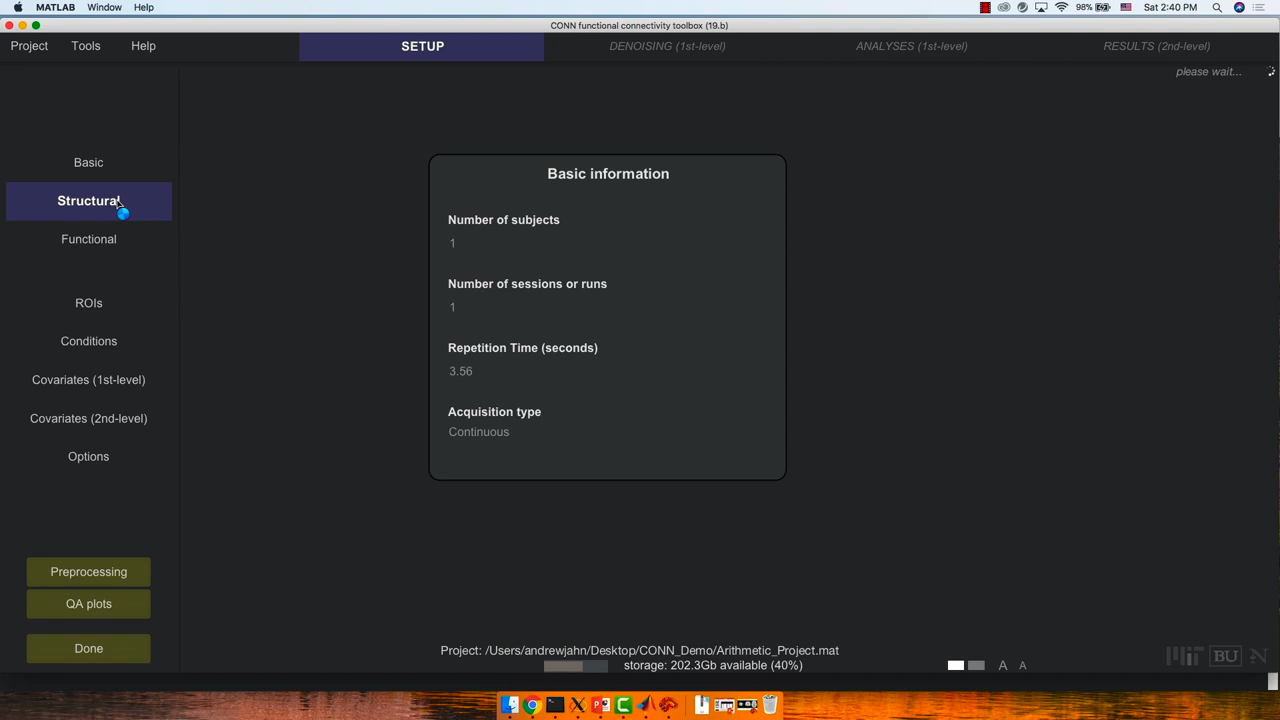 MATLAB Window Help
98% Sat 2:40 PM
CONN functional connectivity toolbox (19.b)
Project Tools Help
SETUP
DENOISING (1st-level)
ANALYSES (1st-level)
RESULTS (2nd-level)
please wait...
Basic
Structural
Functional
ROIs
Conditions
Covariates (1st-level)
Covariates (2nd-level)
Options
Preprocessing
QA plots
Done
Basic information
Number of subjects
1
Number of sessions or runs
1
Repetition Time (seconds)
3.56
Acquisition type
Continuous
Project: /Users/andrewjahn/Desktop/CONN_Demo/Arithmetic_Project.mat
storage: 202.3Gb available (40%)
A A
MIT BU N